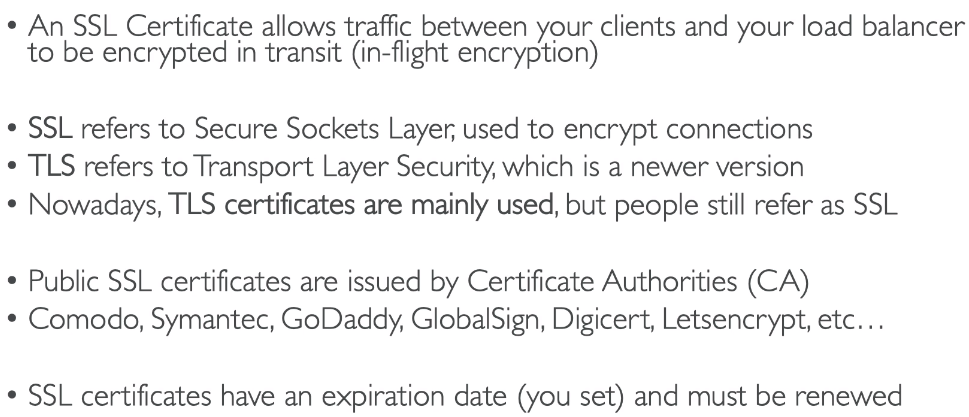 • An SSL Certificate allows traffic between your clients and your load balancer
to be encrypted in transit (in-flight encryption)
• SSL refers to Secure Sockets Layer, used to encrypt connections
• TLS refers to Transport Layer Security, which is a newer version
• Nowadays, TLS certificates are mainly used, but people still refer as SSL
• Public SSL certificates are issued by Certificate Authorities (CA)
• Comodo, Symantec, GoDaddy, GlobalSign, Digicert, Letsencrypt, etc…
• SSL certificates have an expiration date (you set) and must be renewed